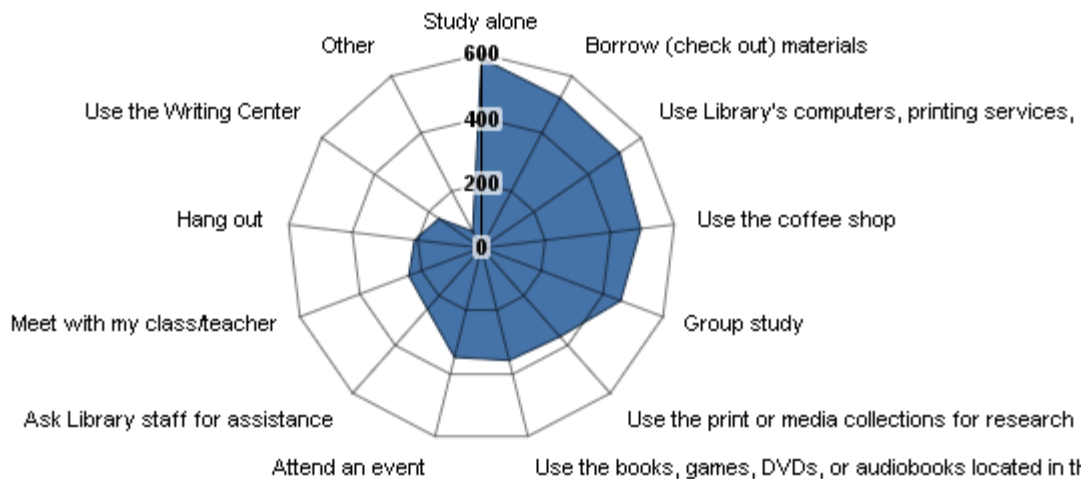 Study alone
Other
Borrow (check out) materials
600
Use the Writing Center
Use Library's computers, printing services,
400
200
Hang out
Use the coffee shop
0
Meet with my class/teacher
Group study
Ask Library staff for assistance
Use the print or media collections for research
Attend an event
Use the books, games, DVDs, or audiobooks located in th